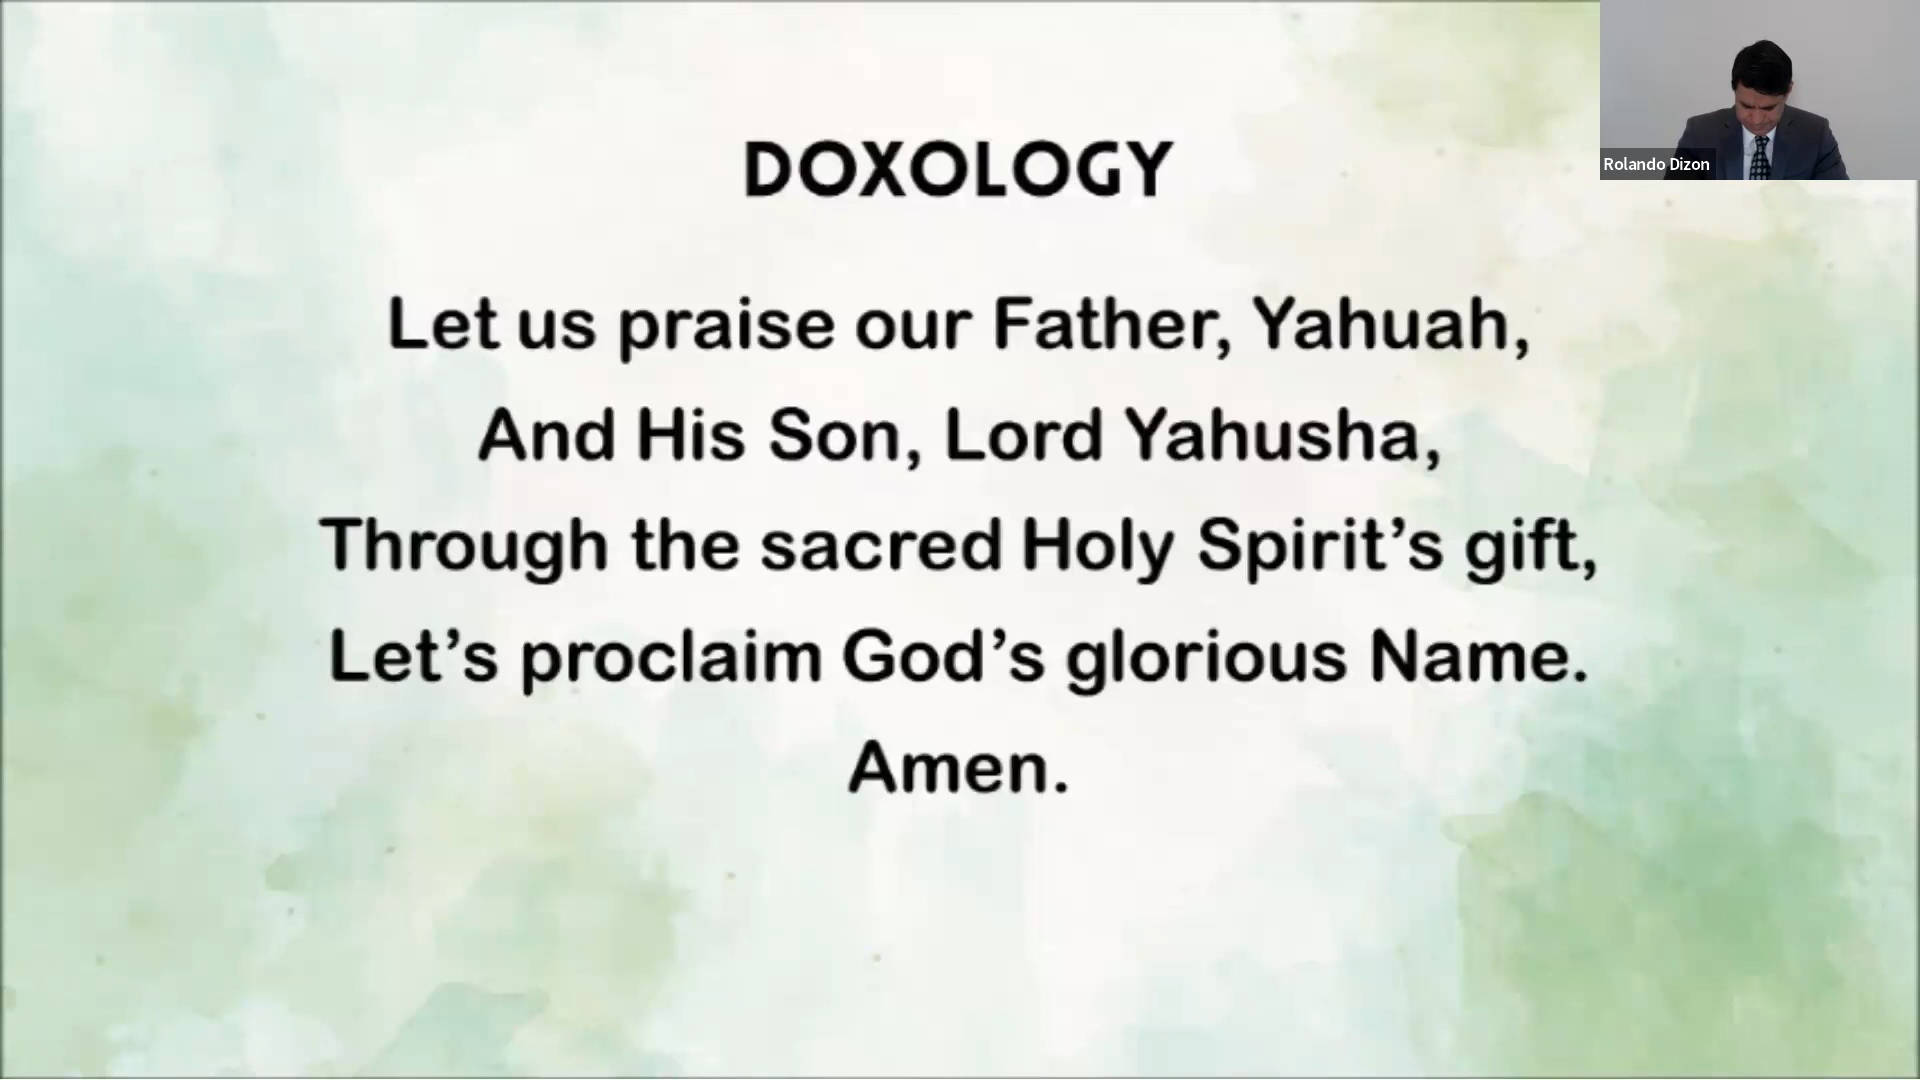 DOXOLOGY
Let us praise our Father, Yahuah,
And His Son, Lord Yahusha,
Through the sacred Holy Spirit’s gift,
Let’s proclaim God’s glorious Name.
Amen.
Rolando Dizon